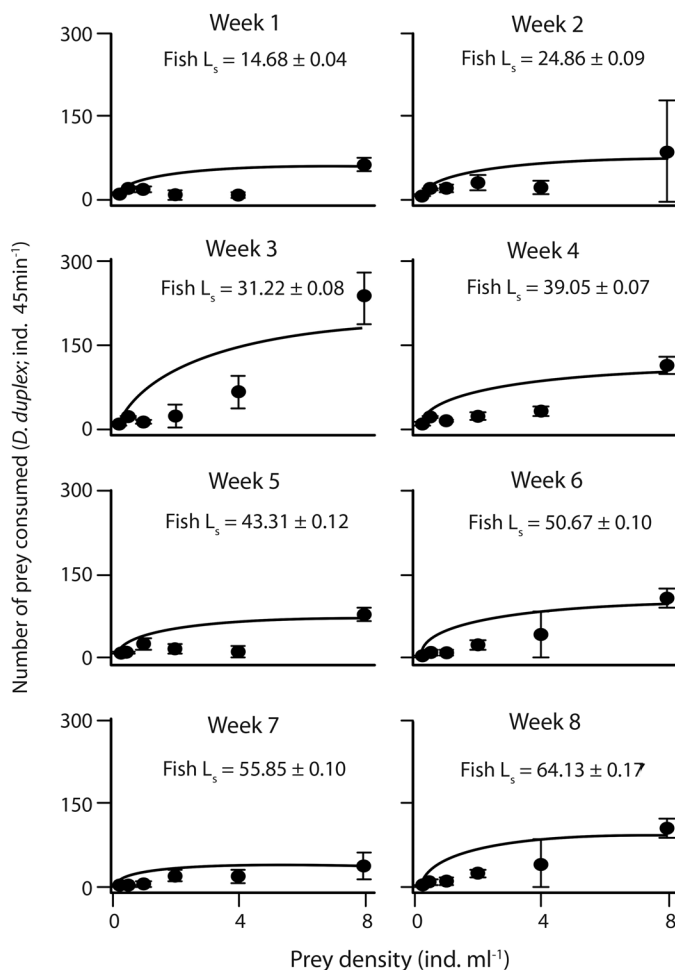 Number of prey consumed (D. duplex; ind. 45min⁻¹)
Week 1
Fish Lₛ = 14.68 ± 0.04
300
150
0
Week 2
Fish Lₛ = 24.86 ± 0.09
Week 3
Fish Lₛ = 31.22 ± 0.08
300
150
0
Week 4
Fish Lₛ = 39.05 ± 0.07
Week 5
Fish Lₛ = 43.31 ± 0.12
300
150
0
Week 6
Fish Lₛ = 50.67 ± 0.10
Week 7
Fish Lₛ = 55.85 ± 0.10
300
150
0
Week 8
Fish Lₛ = 64.13 ± 0.17
0 4 8
0 4 8
Prey density (ind. ml⁻¹)